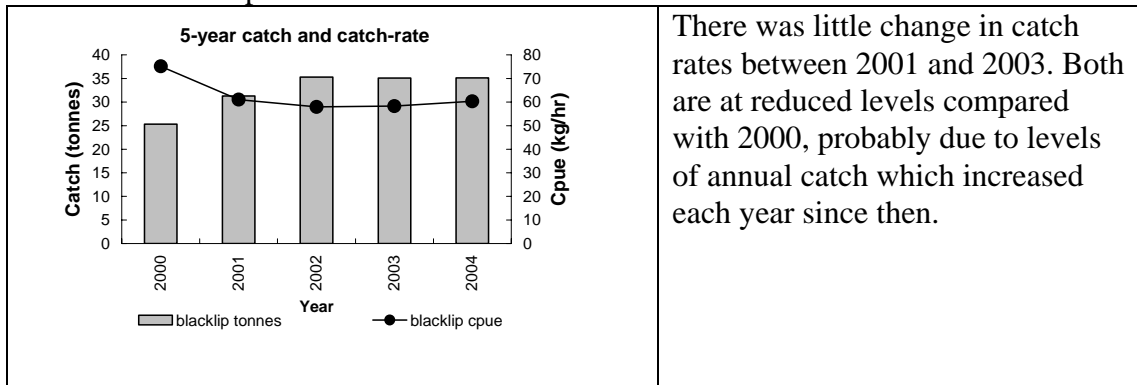 5-year catch and catch-rate
40
35
30
25
20
15
10
5
0
Catch (tonnes)
80
70
60
50
40
30
20
10
0
Cpue (kg/hr)
2000
2001
2002
2003
2004
Year
blacklip tonnes
blacklip cpue
There was little change in catch
rates between 2001 and 2003. Both
are at reduced levels compared
with 2000, probably due to levels
of annual catch which increased
each year since then.